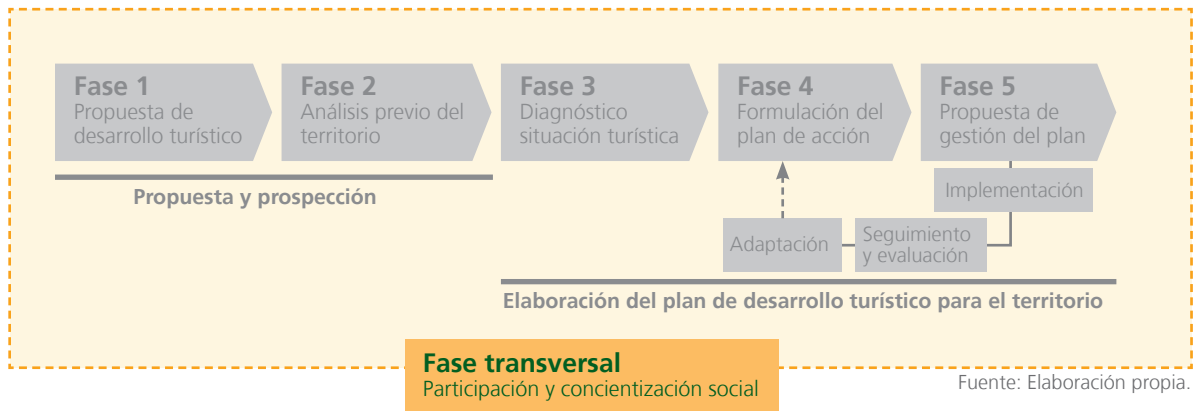 Fase 1
Propuesta de
desarrollo turístico
Fase 2
Análisis previo del
territorio
Fase 3
Diagnóstico
situación turística
Fase 4
Formulación del
plan de acción
Fase 5
Propuesta de
gestión del plan
Propuesta y prospección
Implementación
Adaptación
Seguimiento
y evaluación
Elaboración del plan de desarrollo turístico para el territorio
Fase transversal
Participación y concientización social
Fuente: Elaboración propia.